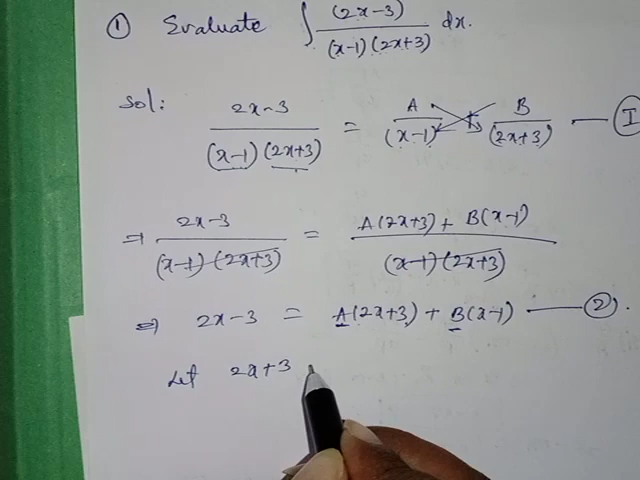 ① Evaluate ∫ (2x-3) / (x-1)(2x+3) dx.
Sol: 2x-3 / (x-1)(2x+3) = A / (x-1) + B / (2x+3) — Ⓘ
⇒ 2x-3 / (x-1)(2x+3) = A(2x+3) + B(x-1) / (x-1)(2x+3)
⇒ 2x-3 = A(2x+3) + B(x-1) — ②.
Let 2x+3